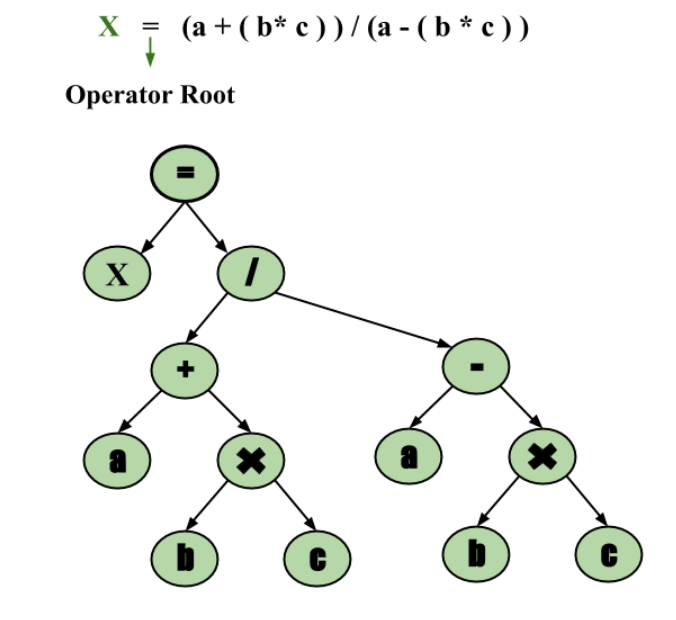 X = (a + ( b* c ) ) / (a - ( b * c ) )
Operator Root
=
X /
+ -
a × a ×
b c b c